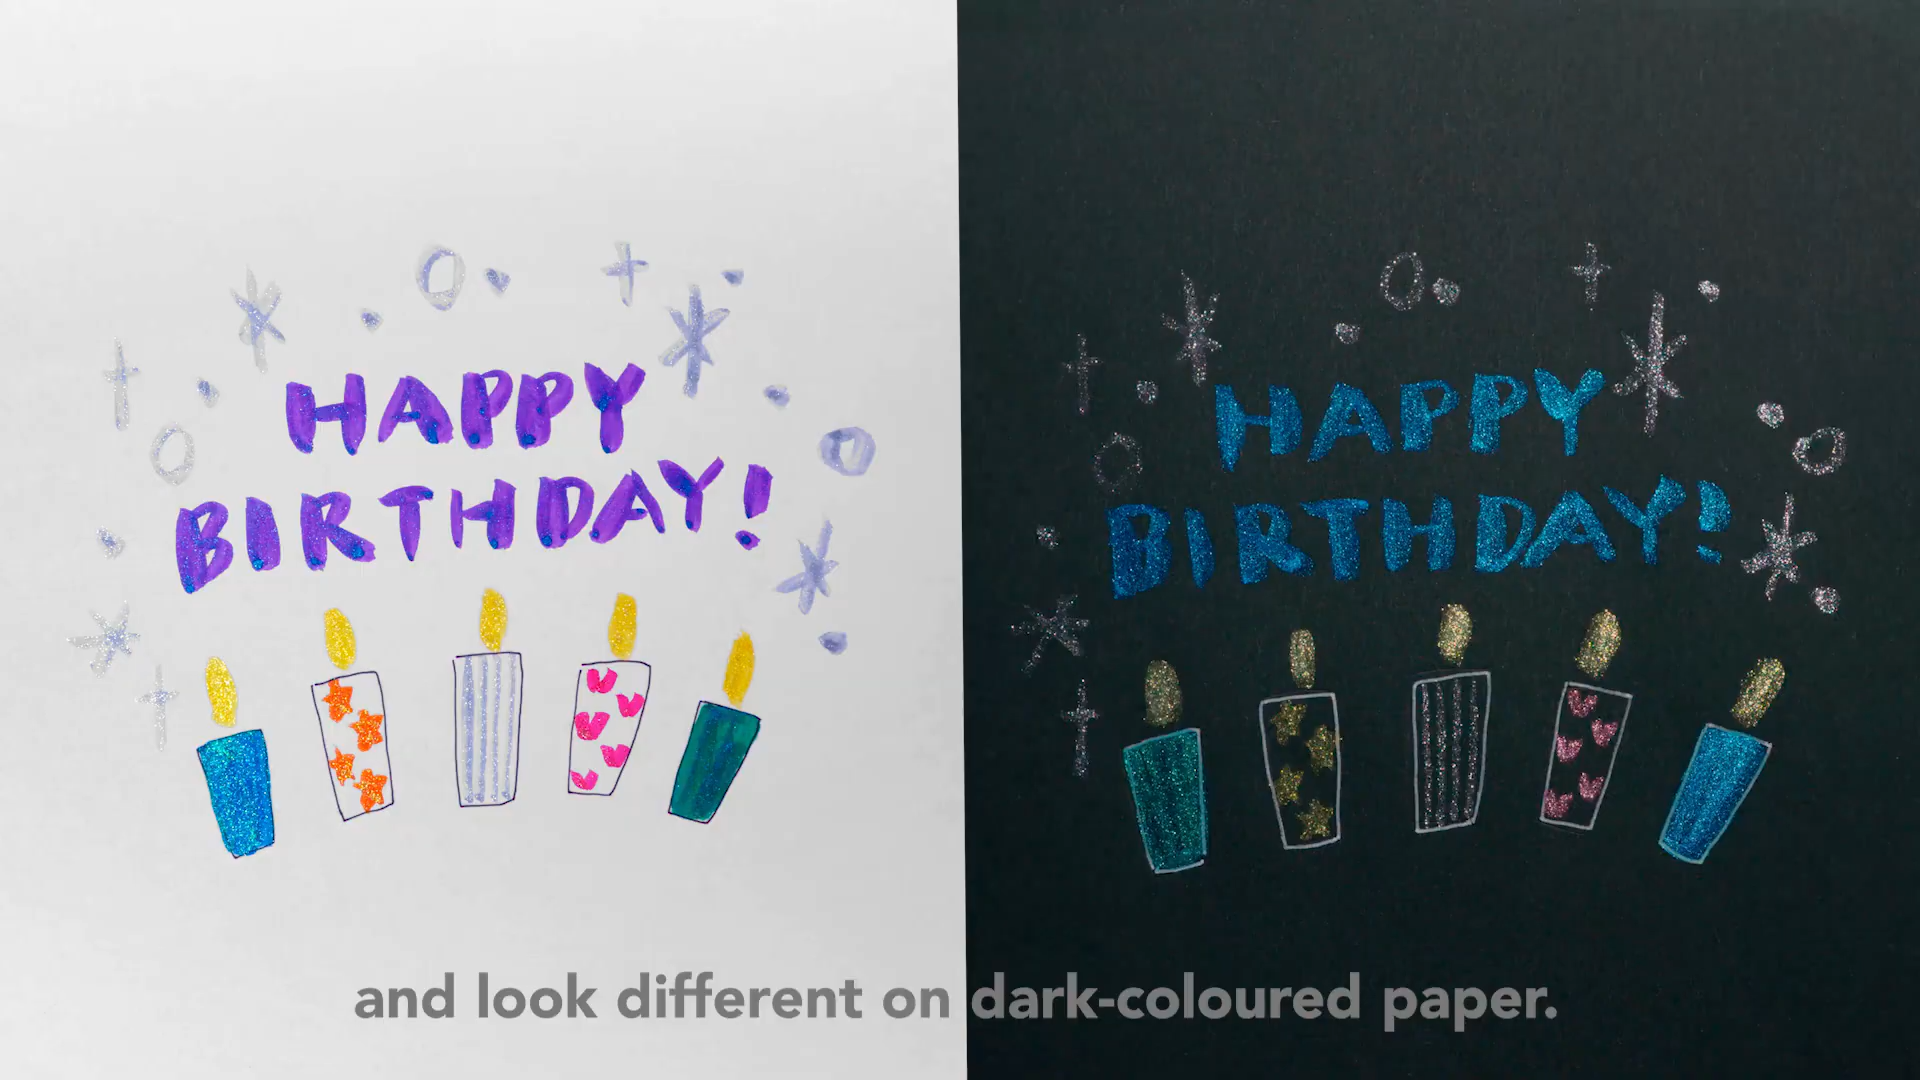 HAPPY
BIRTHDAY!
HAPPY
BIRTHDAY!
and look different on dark-coloured paper.